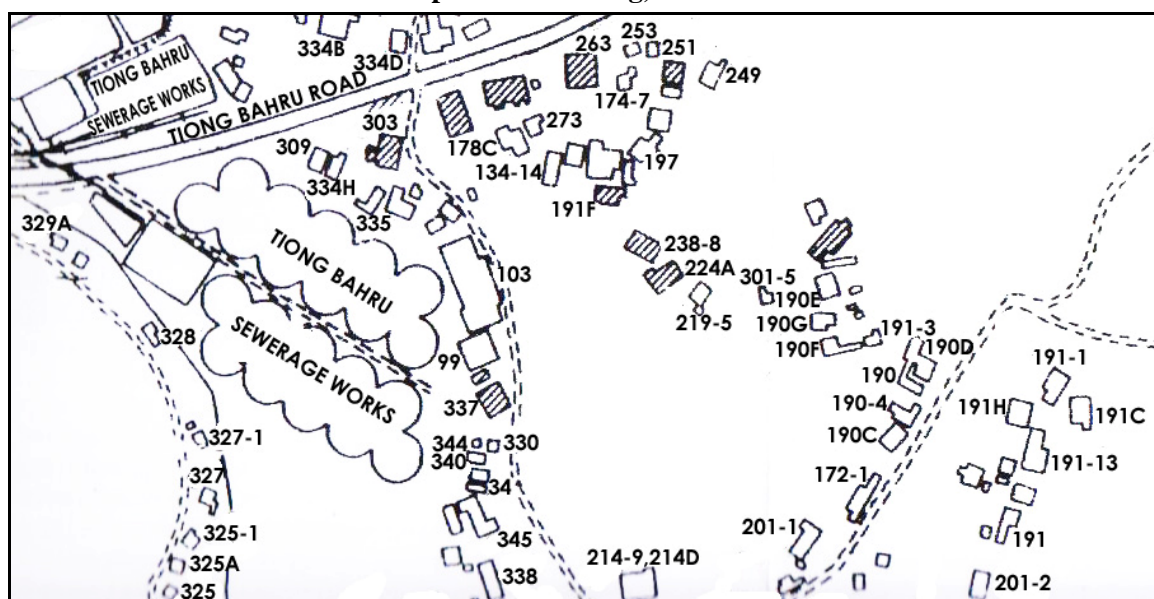 334B
334D
263
253
251
249
174-7
TIONG BAHRU
SEWERAGE WORKS
TIONG BAHRU ROAD
303
178C
273
309
334H
134-14
197
191F
335
329A
TIONG BAHRU
103
238-8
224A
301-5
190E
219-5
190G
191-3
190F
190D
328
SEWERAGE WORKS
99
190
191-1
337
190-4
191H
191C
190C
327-1
344
330
340
191-13
327
34
172-1
325-1
345
201-1
191
325A
338
214-9,214D
201-2
325